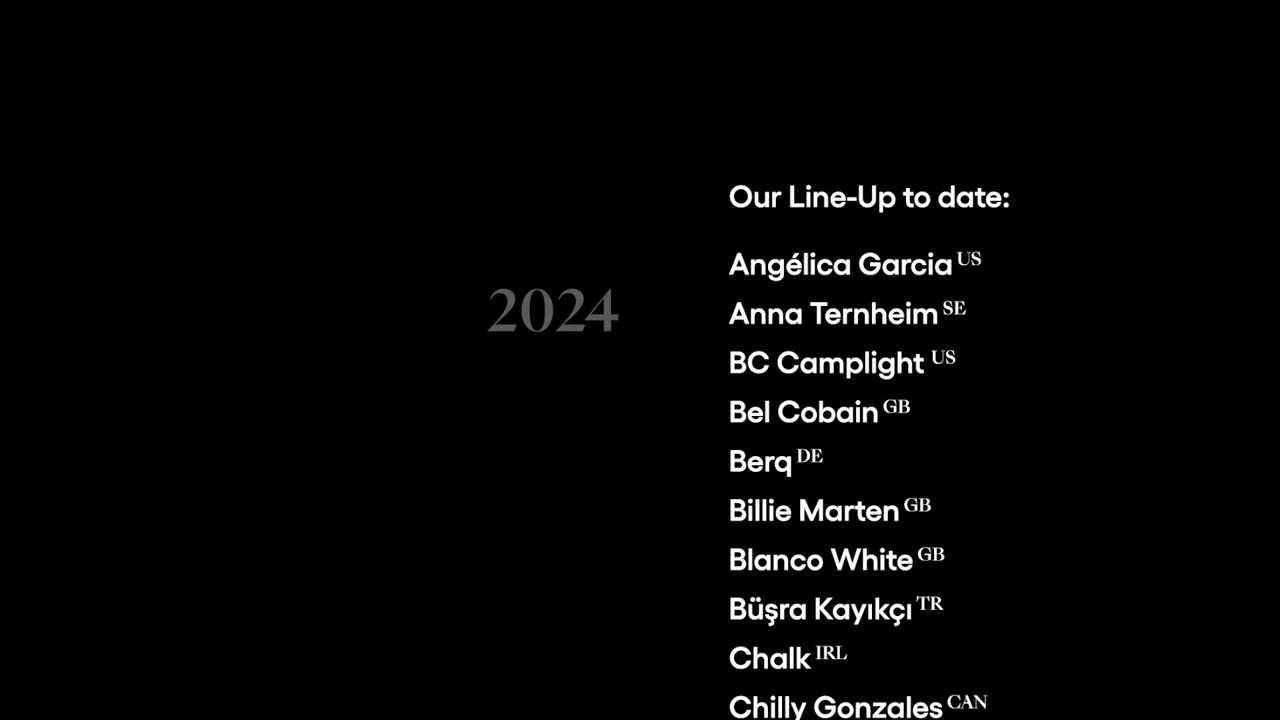 Our Line-Up to date:
Angélica Garcia US
2024
Anna Ternheim SE
BC Camplight US
Bel Cobain GB
Berq DE
Billie Marten GB
Blanco White GB
Büşra Kayıkçı TR
Chalk IRL
Chilly Gonzales CAN